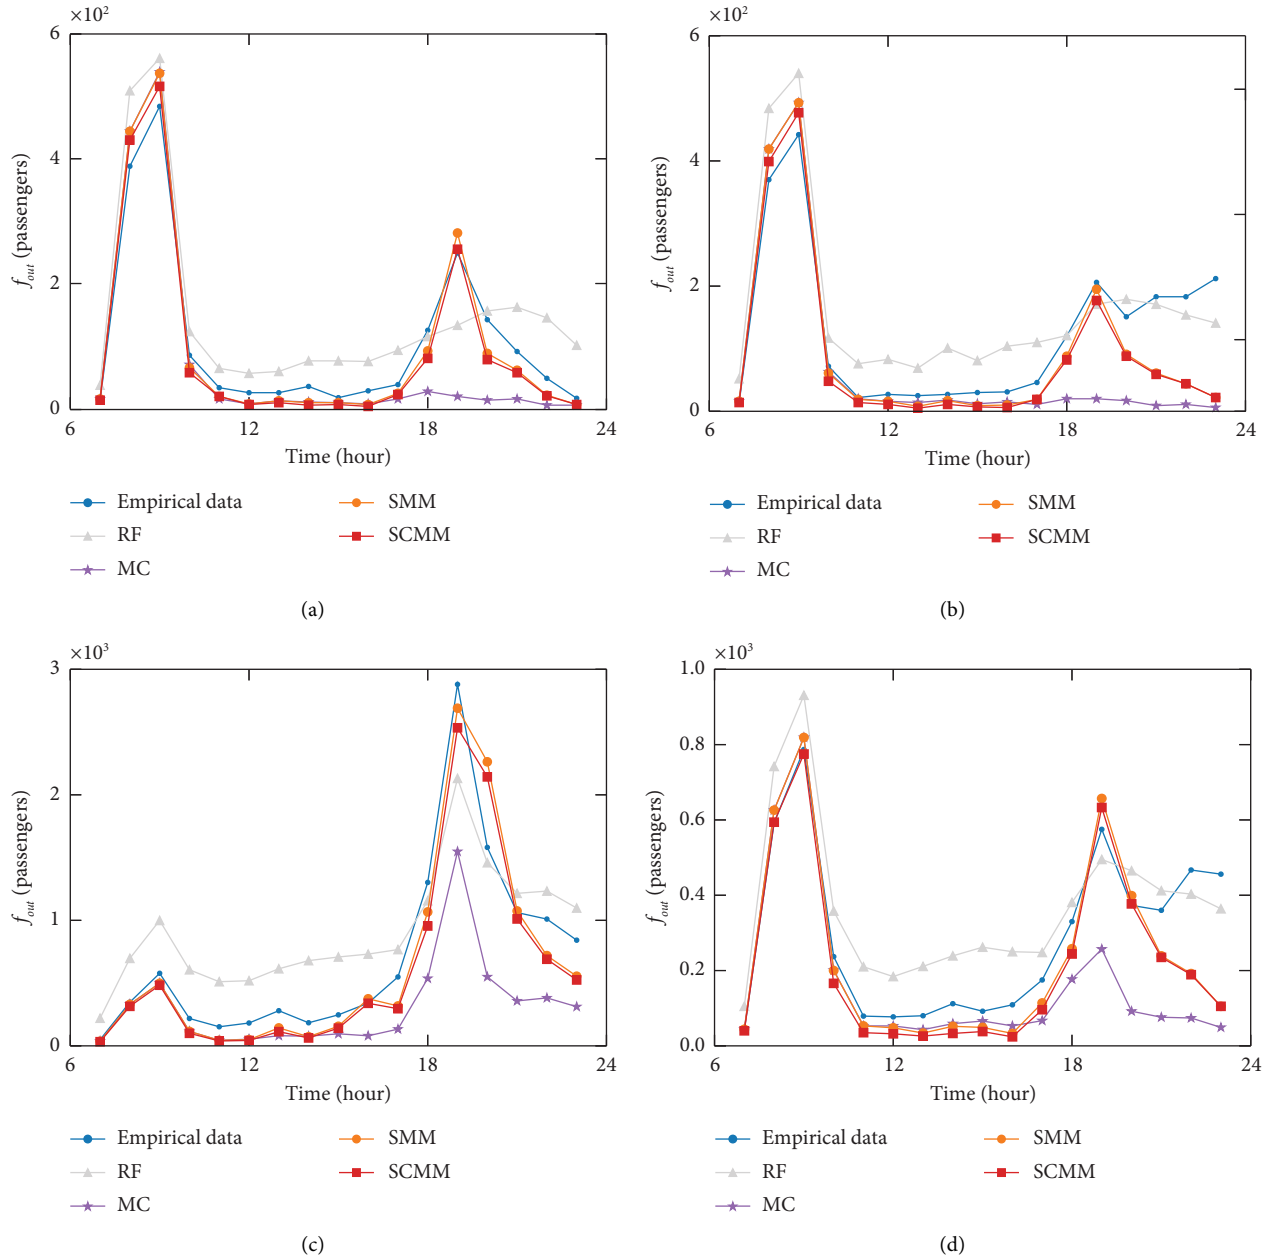 ×10²
6
4
2
0
f_out (passengers)
6 12 18 24
Time (hour)
Empirical data
RF
MC
SMM
SCMM
(a)
×10²
6
4
2
0
f_out (passengers)
6 12 18 24
Time (hour)
Empirical data
RF
MC
SMM
SCMM
(b)
×10³
3
2
1
0
f_out (passengers)
6 12 18 24
Time (hour)
Empirical data
RF
MC
SMM
SCMM
(c)
×10³
1.0
0.8
0.6
0.4
0.2
0.0
f_out (passengers)
6 12 18 24
Time (hour)
Empirical data
RF
MC
SMM
SCMM
(d)